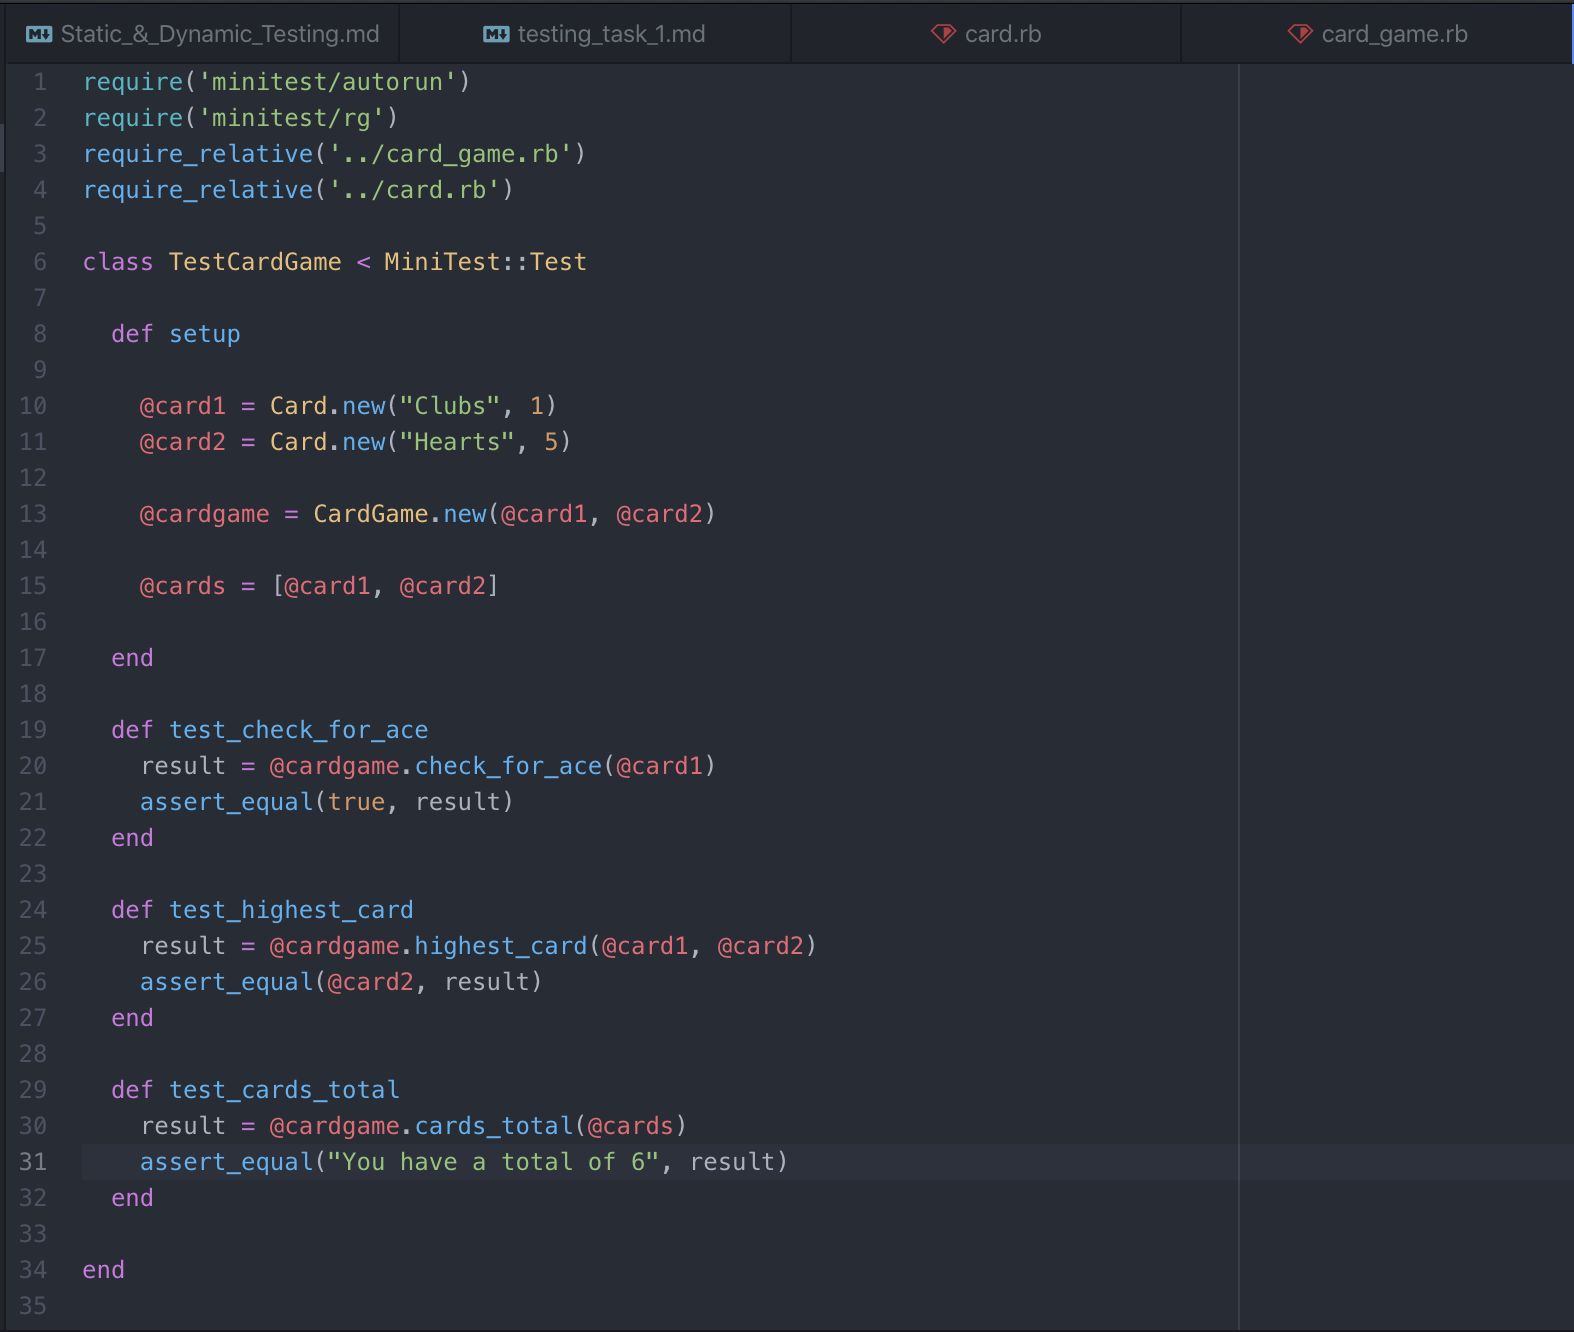 Static_&_Dynamic_Testing.md testing_task_1.md card.rb card_game.rb
1 require('minitest/autorun')
2 require('minitest/rg')
3 require_relative('../card_game.rb')
4 require_relative('../card.rb')
5
6 class TestCardGame < MiniTest::Test
7
8   def setup
9
10     @card1 = Card.new("Clubs", 1)
11     @card2 = Card.new("Hearts", 5)
12
13     @cardgame = CardGame.new(@card1, @card2)
14
15     @cards = [@card1, @card2]
16
17   end
18
19   def test_check_for_ace
20     result = @cardgame.check_for_ace(@card1)
21     assert_equal(true, result)
22   end
23
24   def test_highest_card
25     result = @cardgame.highest_card(@card1, @card2)
26     assert_equal(@card2, result)
27   end
28
29   def test_cards_total
30     result = @cardgame.cards_total(@cards)
31     assert_equal("You have a total of 6", result)
32   end
33
34 end
35